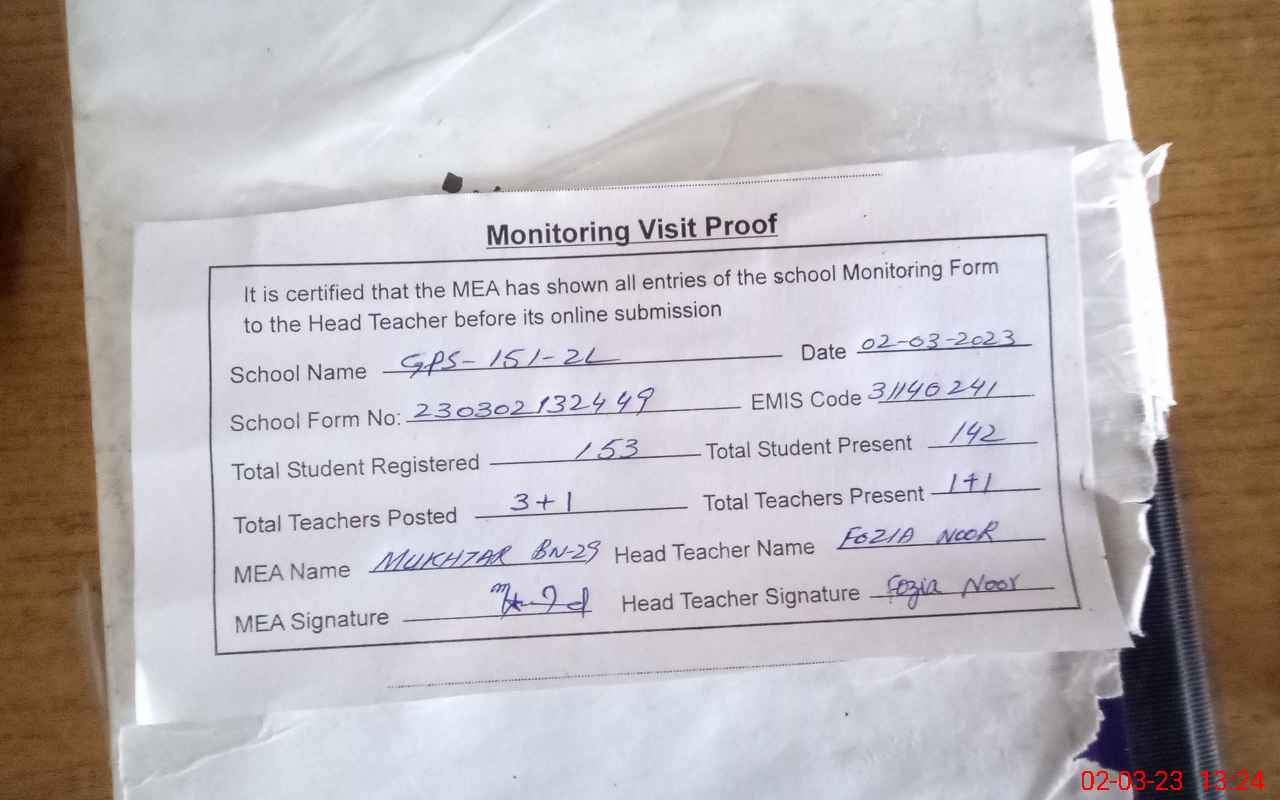 Monitoring Visit Proof
It is certified that the MEA has shown all entries of the school Monitoring Form
to the Head Teacher before its online submission
School Name GPS-151-2L Date 02-03-2023
School Form No: 230302132449 EMIS Code 31140241
Total Student Registered 153 Total Student Present 142
Total Teachers Posted 3+1 Total Teachers Present 1+1
MEA Name MUKHTAR BN-29 Head Teacher Name FOZIA NOOR
MEA Signature Head Teacher Signature Fozia Noor
02-03-23 13:24